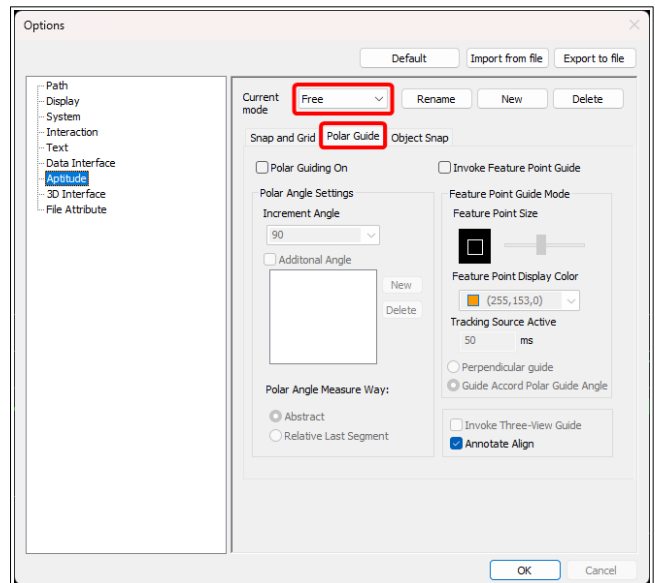 Options
Default
Import from file
Export to file
Path
Display
System
Interaction
Text
Data Interface
Aptitude
3D Interface
File Attribute
Current mode
Free
Rename
New
Delete
Snap and Grid
Polar Guide
Object Snap
Polar Guiding On
Invoke Feature Point Guide
Polar Angle Settings
Increment Angle
90
Additonal Angle
New
Delete
Polar Angle Measure Way:
Abstract
Relative Last Segment
Feature Point Guide Mode
Feature Point Size
Feature Point Display Color
(255,153,0)
Tracking Source Active
50 ms
Perpendicular guide
Guide Accord Polar Guide Angle
Invoke Three-View Guide
Annotate Align
OK
Cancel